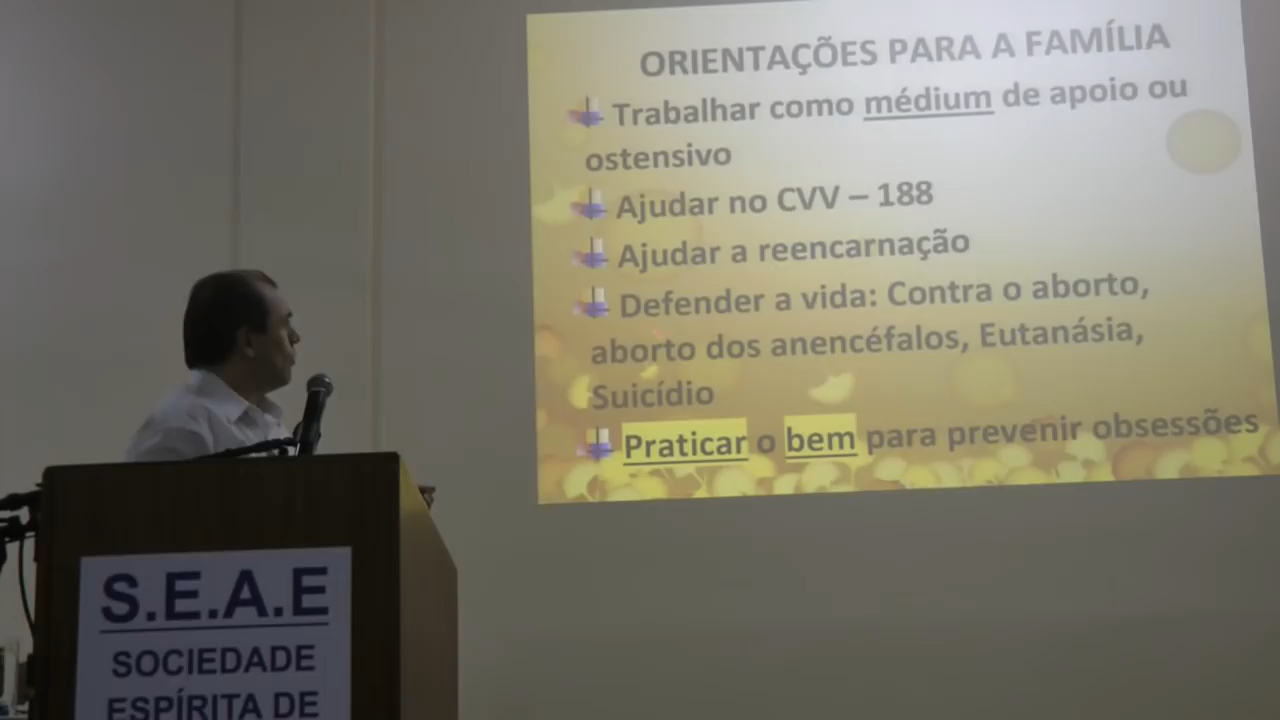 ORIENTAÇÕES PARA A FAMÍLIA
Trabalhar como médium de apoio ou
ostensivo
Ajudar no CVV – 188
Ajudar a reencarnação
Defender a vida: Contra o aborto,
aborto dos anencéfalos, Eutanásia,
Suicídio
Praticar o bem para prevenir obsessões
S.E.A.E
SOCIEDADE
ESPÍRITA DE